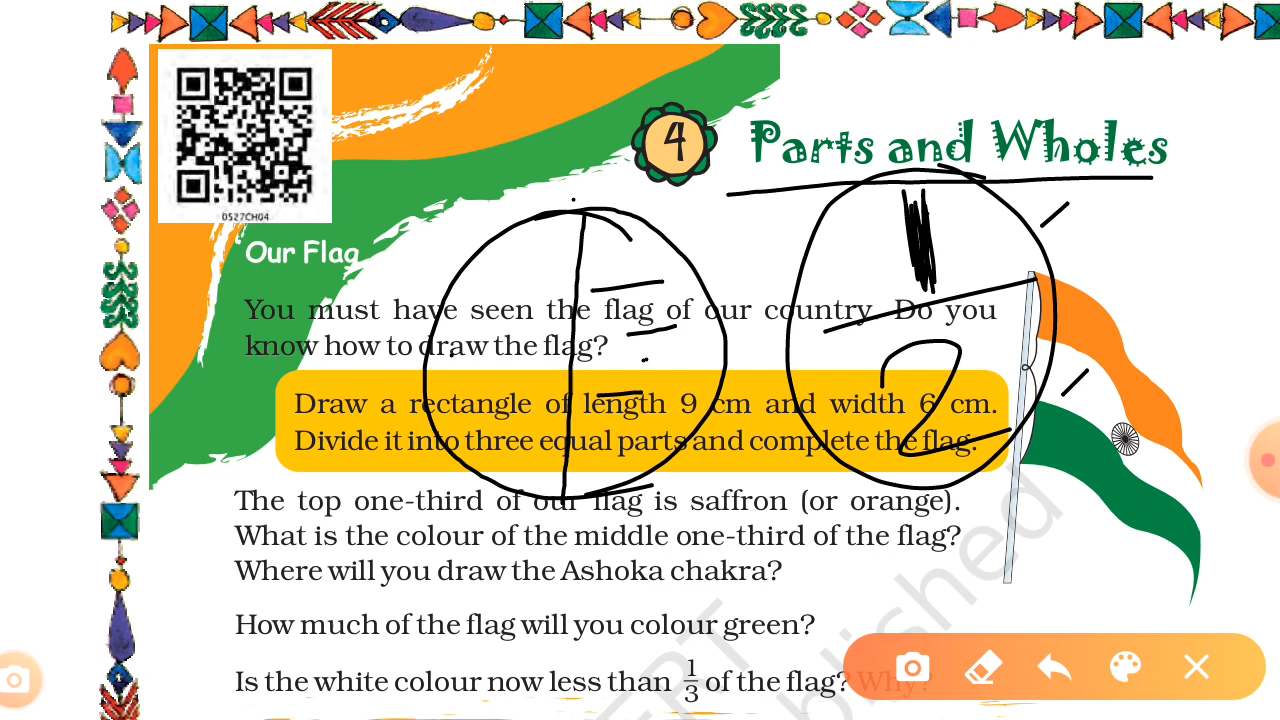 0527CH04
4 Parts and Wholes
Our Flag
You must have seen the flag of our country. Do you
know how to draw the flag?
Draw a rectangle of length 9 cm and width 6 cm.
Divide it into three equal parts and complete the flag.
1
2
The top one-third of our flag is saffron (or orange).
What is the colour of the middle one-third of the flag?
Where will you draw the Ashoka chakra?
How much of the flag will you colour green?
Is the white colour now less than 1/3 of the flag? Why?